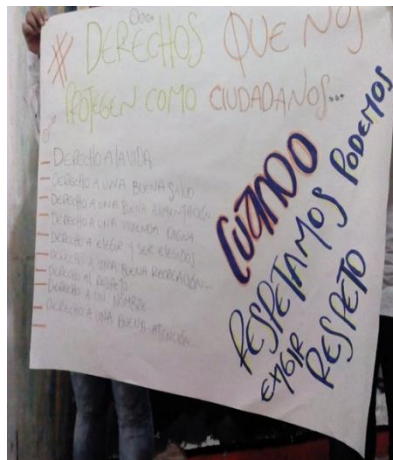 # DERECHOS QUE NOS
PROTEGEN COMO CIUDADANOS...
- DERECHO A LA VIDA
- DERECHO A UNA BUENA SALUD
- DERECHO A UNA BUENA ALIMENTACIÓN
- DERECHO A UNA VIVIENDA DIGNA
- DERECHO A ELEGIR Y SER ELEGIDOS
- DERECHO A UNA BUENA RECREACIÓN...
- DERECHO AL RESPETO
- DERECHO A UN NOMBRE
- DERECHO A UNA BUENA ATENCIÓN...
CUANDO
RESPETAMOS PODEMOS
EXIGIR
RESPETO